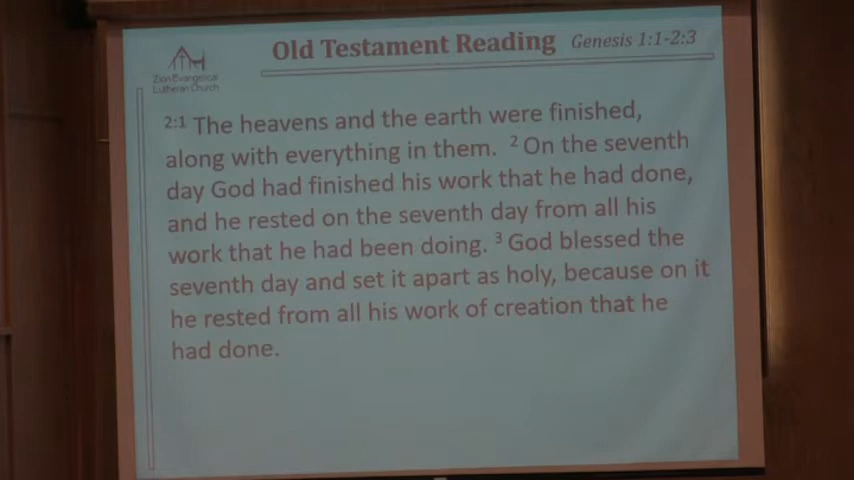 Old Testament Reading Genesis 1:1-2:3
Zion Evangelical
Lutheran Church
2:1 The heavens and the earth were finished,
along with everything in them. 2 On the seventh
day God had finished his work that he had done,
and he rested on the seventh day from all his
work that he had been doing. 3 God blessed the
seventh day and set it apart as holy, because on it
he rested from all his work of creation that he
had done.